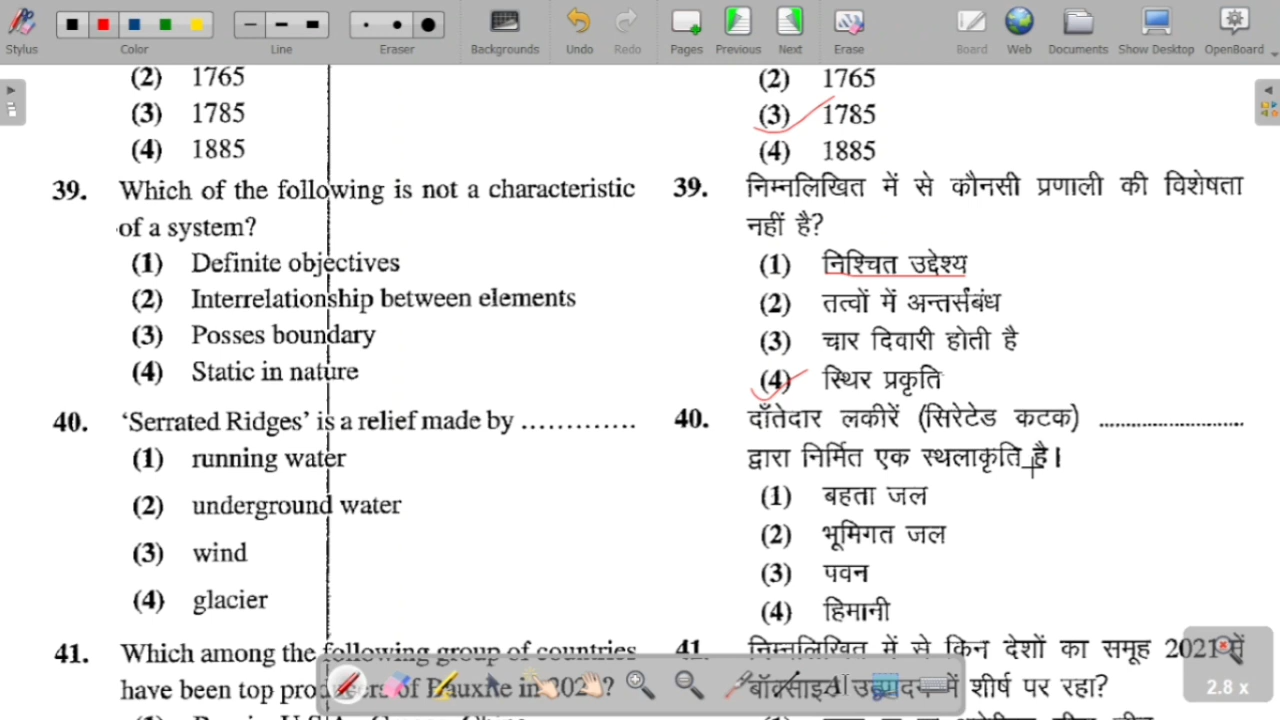 Stylus
Color
Line
Eraser
Backgrounds
Undo
Redo
Pages
Previous
Next
Erase
Board
Web
Documents
Show Desktop
OpenBoard
(2) 1765
(3) 1785
(4) 1885
39. Which of the following is not a characteristic
of a system?
(1) Definite objectives
(2) Interrelationship between elements
(3) Posses boundary
(4) Static in nature
40. ‘Serrated Ridges’ is a relief made by .............
(1) running water
(2) underground water
(3) wind
(4) glacier
41. Which among the following group of countries
have been top producers of Bauxite in 2021?
(2) 1765
(3) 1785
(4) 1885
39. निम्नलिखित में से कौनसी प्रणाली की विशेषता
नहीं है?
(1) निश्चित उद्देश्य
(2) तत्वों में अन्तर्संबंध
(3) चार दिवारी होती है
(4) स्थिर प्रकृति
40. दाँतेदार लकीरें (सिरेटेड कटक) .........................
द्वारा निर्मित एक स्थलाकृति है।
(1) बहता जल
(2) भूमिगत जल
(3) पवन
(4) हिमानी
41. निम्नलिखित में से किन देशों का समूह 2021 में
बॉक्साइट उत्पादन में शीर्ष पर रहा?
2.8 x